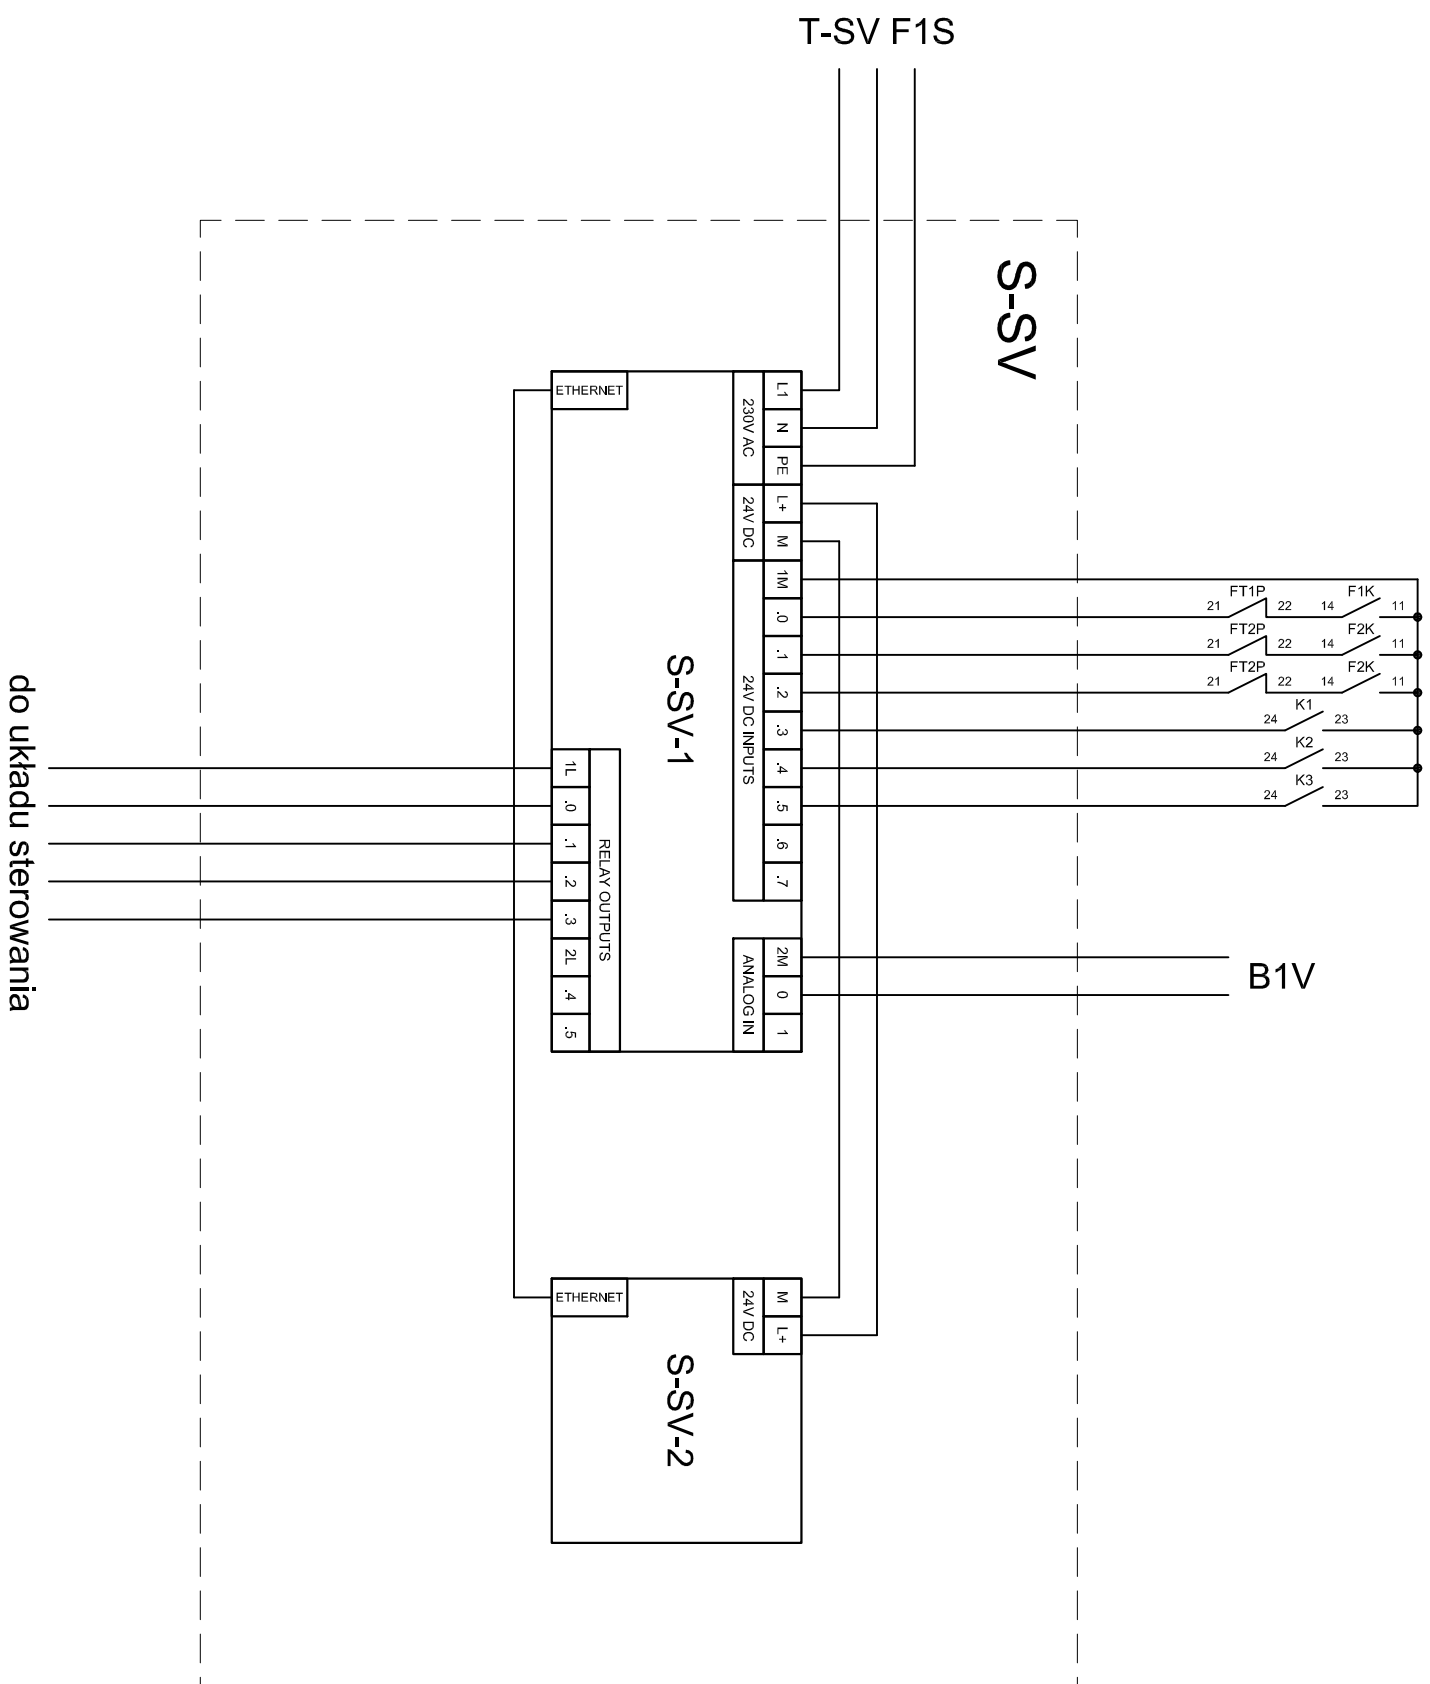 T-SV F1S
S-SV
ETHERNET
230V AC
L1
N
PE
24V DC
L+
M
24V DC INPUTS
1M
.0
.1
.2
.3
.4
.5
.6
.7
21 FT1P 22 14 F1K 11
21 FT2P 22 14 F2K 11
21 FT2P 22 14 F2K 11
24 K1 23
24 K2 23
24 K3 23
S-SV-1
do układu sterowania
RELAY OUTPUTS
1L
.0
.1
.2
.3
2L
.4
.5
ANALOG IN
2M
0
1
B1V
ETHERNET
24V DC
M
L+
S-SV-2